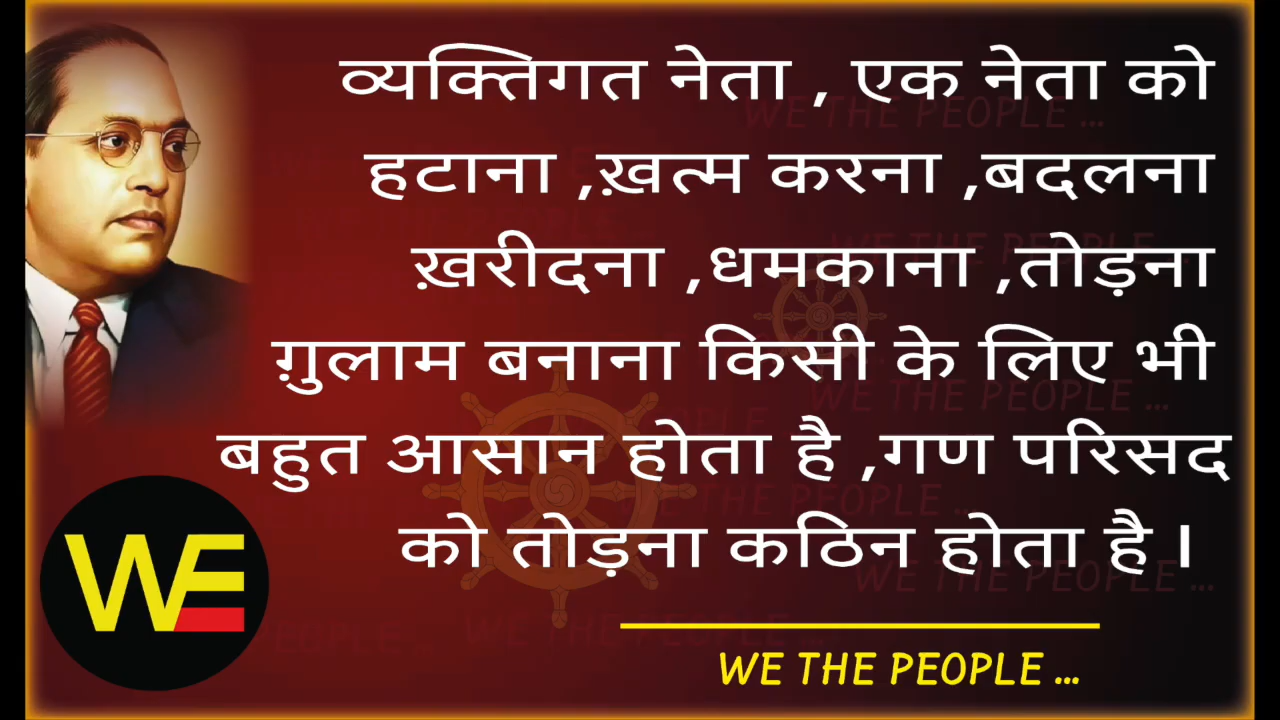 व्यक्तिगत नेता , एक नेता को
हटाना ,ख़त्म करना ,बदलना
ख़रीदना ,धमकाना ,तोड़ना
ग़ुलाम बनाना किसी के लिए भी
बहुत आसान होता है ,गण परिसद
को तोड़ना कठिन होता है ।
WE
WE THE PEOPLE ...